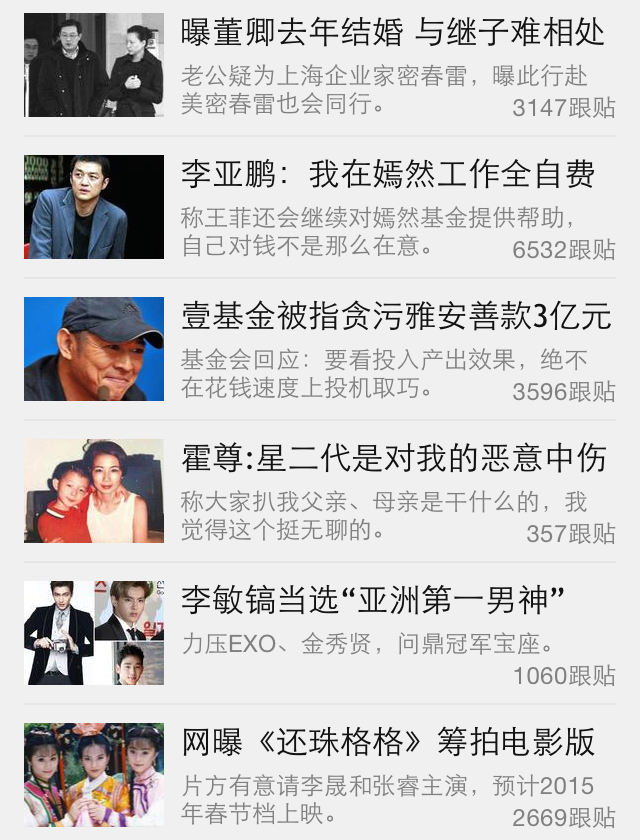 曝董卿去年结婚 与继子难相处
老公疑为上海企业家密春雷，曝此行赴
美密春雷也会同行。
3147跟贴
李亚鹏：我在嫣然工作全自费
称王菲还会继续对嫣然基金提供帮助，
自己对钱不是那么在意。
6532跟贴
壹基金被指贪污雅安善款3亿元
基金会回应：要看投入产出效果，绝不
在花钱速度上投机取巧。
3596跟贴
霍尊:星二代是对我的恶意中伤
称大家扒我父亲、母亲是干什么的，我
觉得这个挺无聊的。
357跟贴
李敏镐当选“亚洲第一男神”
力压EXO、金秀贤，问鼎冠军宝座。
1060跟贴
网曝《还珠格格》筹拍电影版
片方有意请李晟和张睿主演，预计2015
年春节档上映。
2669跟贴